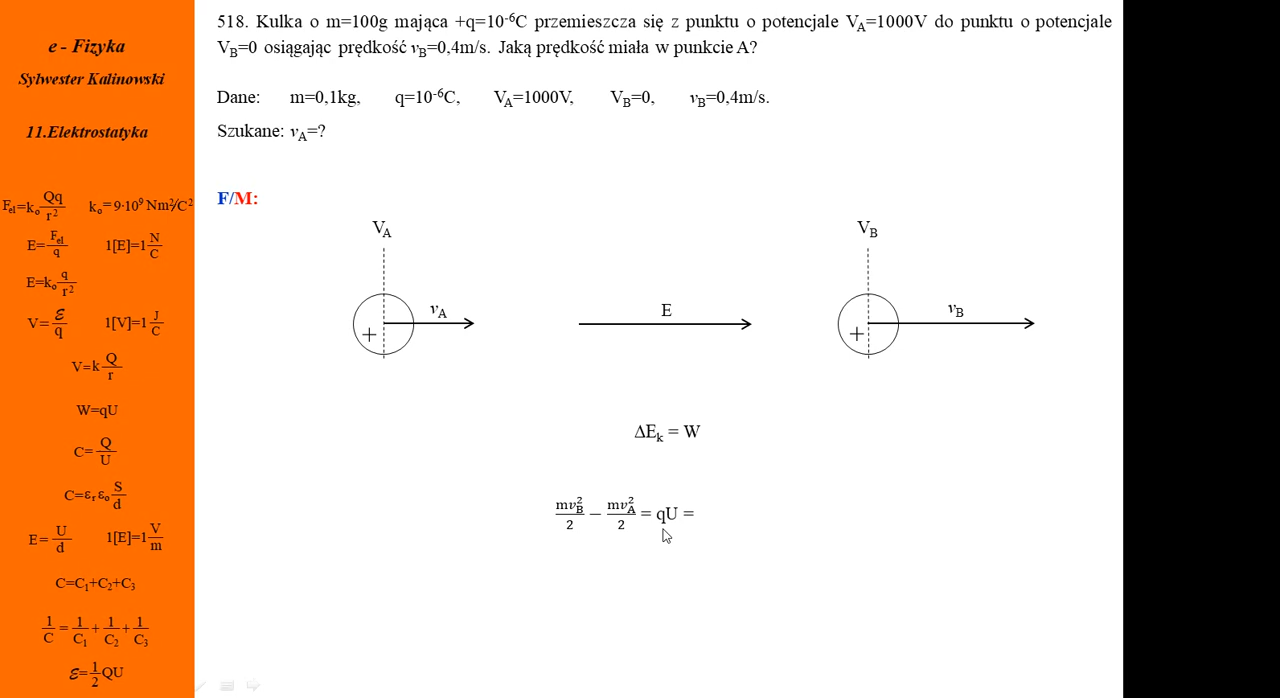 e - Fizyka
Sylwester Kalinowski
11.Elektrostatyka
F_el=k_o Qq/r²   k_o=9·10⁹Nm²/C²
E=F_el/q   1[E]=1 N/C
E=k_o q/r²
V=ℰ/q   1[V]=1 J/C
V=k Q/r
W=qU
C=Q/U
C=ε_r ε_o S/d
E=U/d   1[E]=1 V/m
C=C₁+C₂+C₃
1/C=1/C₁+1/C₂+1/C₃
ℰ=1/2 QU
518. Kulka o m=100g mająca +q=10⁻⁶C przemieszcza się z punktu o potencjale V_A=1000V do punktu o potencjale
V_B=0 osiągając prędkość v_B=0,4m/s. Jaką prędkość miała w punkcie A?
Dane: m=0,1kg, q=10⁻⁶C, V_A=1000V, V_B=0, v_B=0,4m/s.
Szukane: v_A=?
F/M:
V_A V_B
v_A E v_B
+ +
ΔE_k = W
mv_B²/2 − mv_A²/2 = qU =